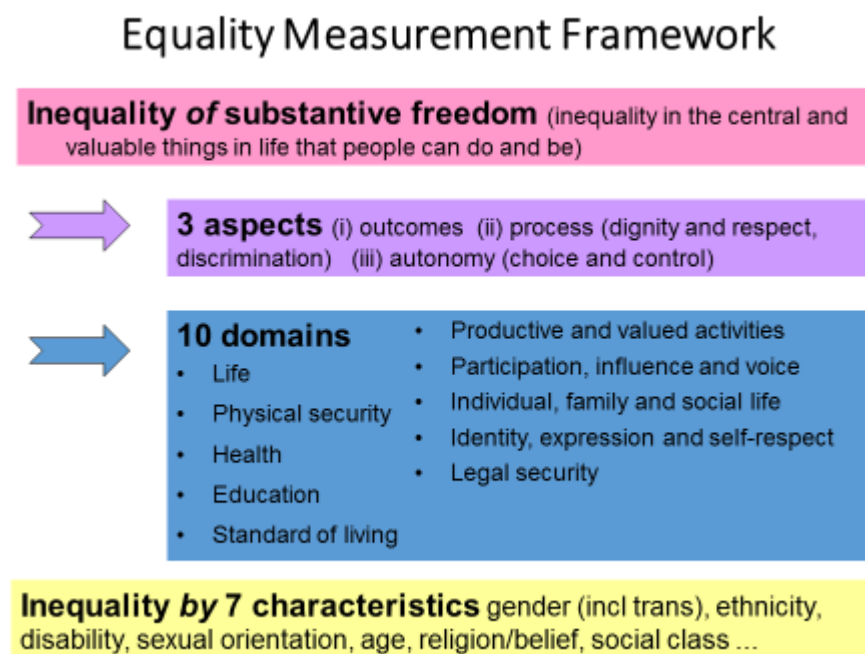 Equality Measurement Framework
Inequality of substantive freedom (inequality in the central and
valuable things in life that people can do and be)
3 aspects (i) outcomes (ii) process (dignity and respect,
discrimination) (iii) autonomy (choice and control)
10 domains
• Life
• Physical security
• Health
• Education
• Standard of living
• Productive and valued activities
• Participation, influence and voice
• Individual, family and social life
• Identity, expression and self-respect
• Legal security
Inequality by 7 characteristics gender (incl trans), ethnicity,
disability, sexual orientation, age, religion/belief, social class ...